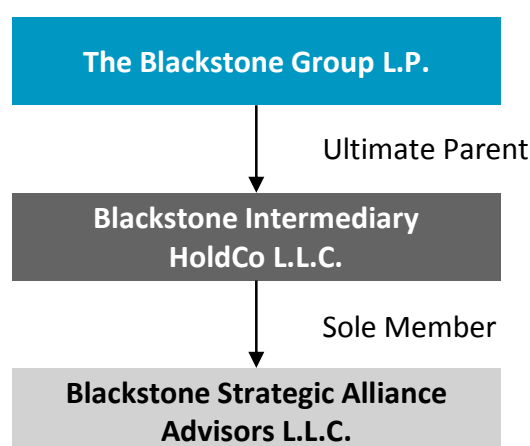 The Blackstone Group L.P.
Ultimate Parent
Blackstone Intermediary
HoldCo L.L.C.
Sole Member
Blackstone Strategic Alliance
Advisors L.L.C.